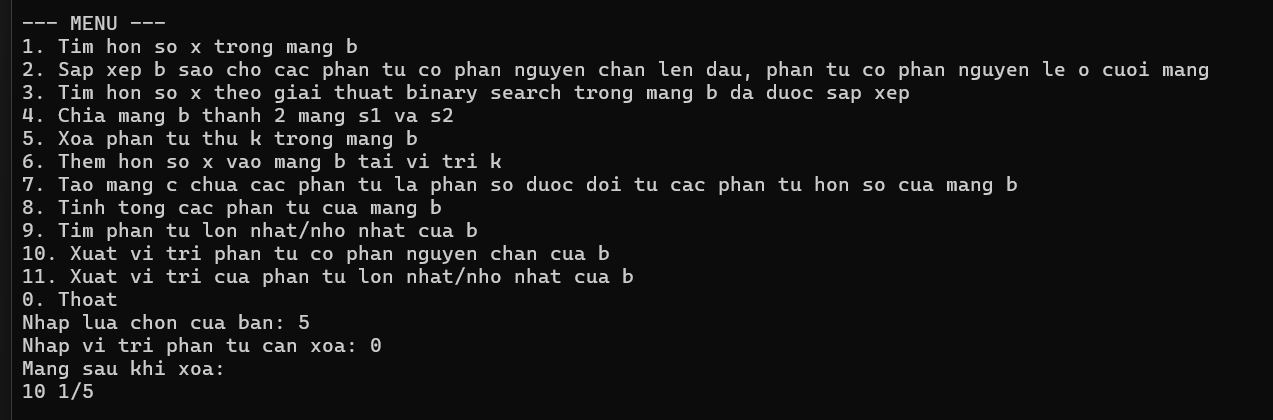 --- MENU ---
1. Tim hon so x trong mang b
2. Sap xep b sao cho cac phan tu co phan nguyen chan len dau, phan tu co phan nguyen le o cuoi mang
3. Tim hon so x theo giai thuat binary search trong mang b da duoc sap xep
4. Chia mang b thanh 2 mang s1 va s2
5. Xoa phan tu thu k trong mang b
6. Them hon so x vao mang b tai vi tri k
7. Tao mang c chua cac phan tu la phan so duoc doi tu cac phan tu hon so cua mang b
8. Tinh tong cac phan tu cua mang b
9. Tim phan tu lon nhat/nho nhat cua b
10. Xuat vi tri phan tu co phan nguyen chan cua b
11. Xuat vi tri cua phan tu lon nhat/nho nhat cua b
0. Thoat
Nhap lua chon cua ban: 5
Nhap vi tri phan tu can xoa: 0
Mang sau khi xoa:
10 1/5